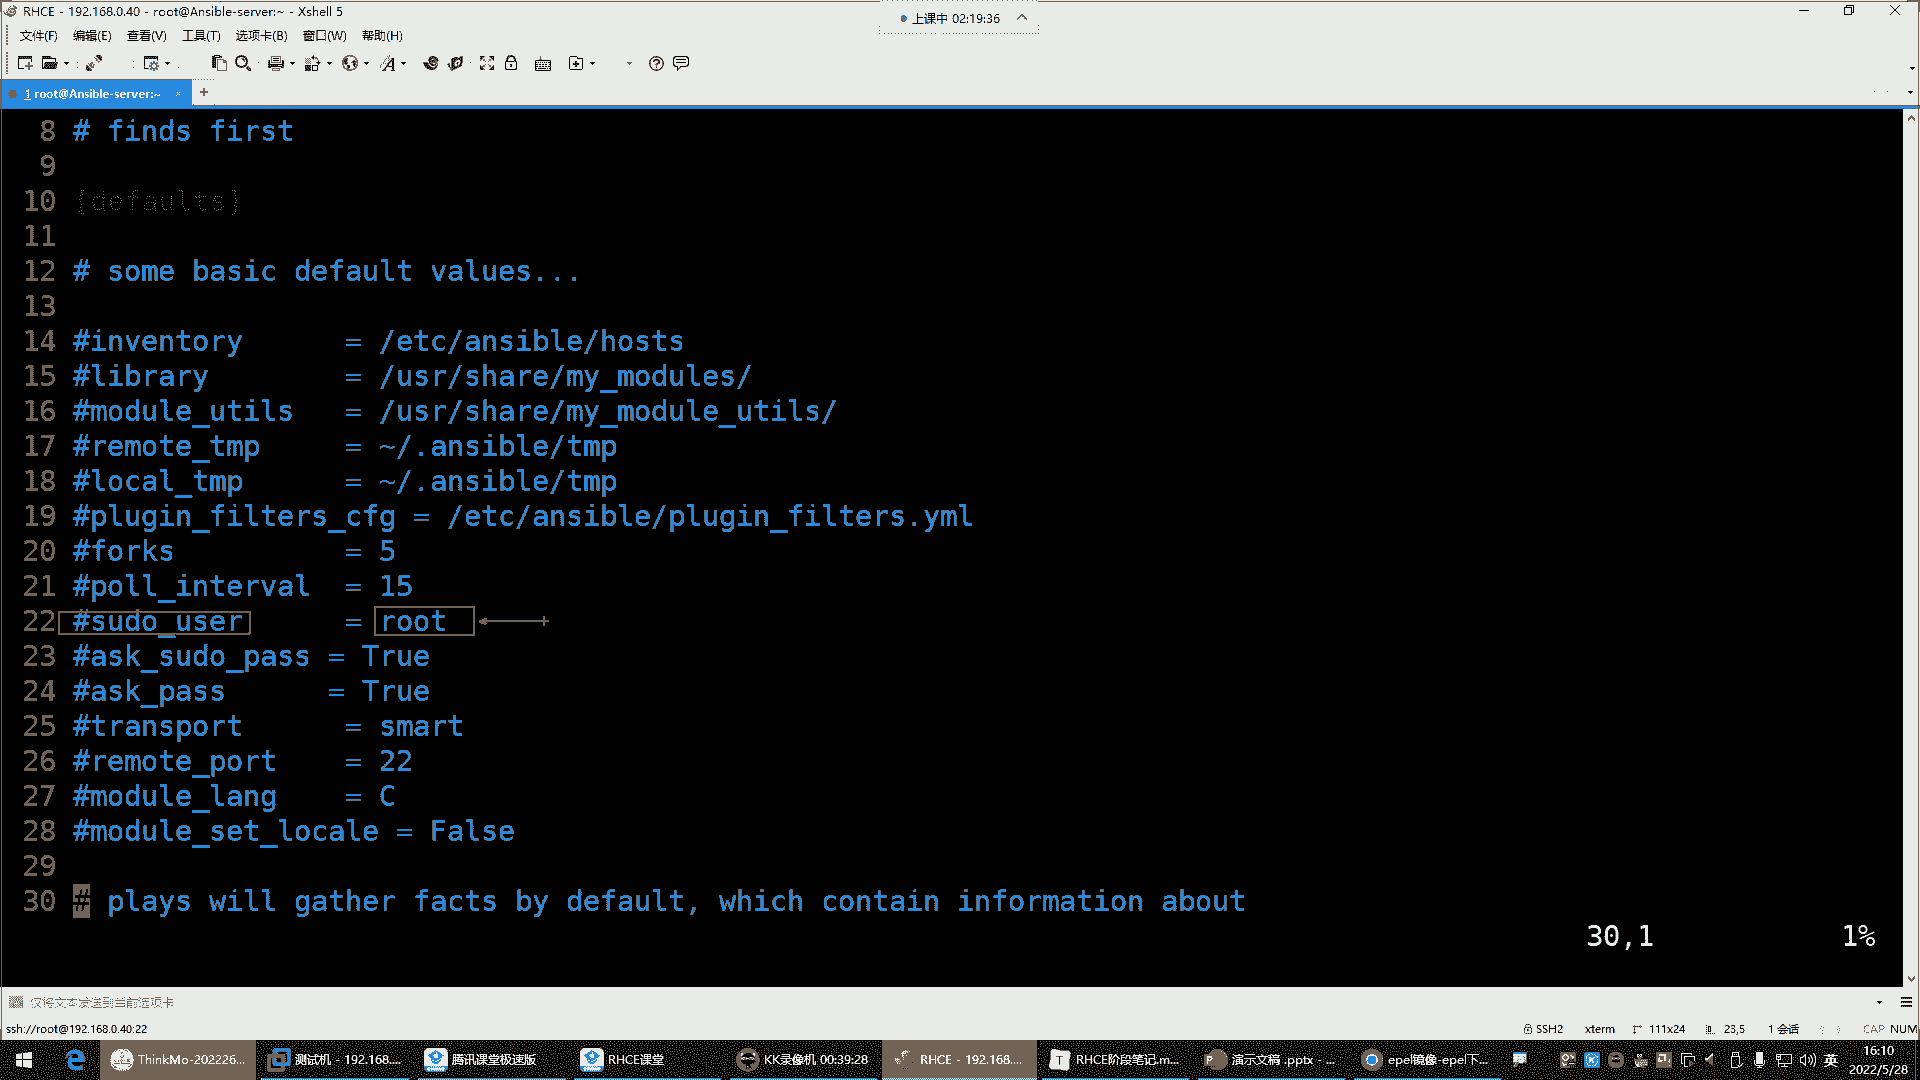 RHCE - 192.168.0.40 - root@Ansible-server:~ - Xshell 5
上课中 02:19:36
文件(F) 编辑(E) 查看(V) 工具(T) 选项卡(B) 窗口(W) 帮助(H)
1 root@Ansible-server:~ × +
8 # finds first
9
10 [defaults]
11
12 # some basic default values...
13
14 #inventory = /etc/ansible/hosts
15 #library = /usr/share/my_modules/
16 #module_utils = /usr/share/my_module_utils/
17 #remote_tmp = ~/.ansible/tmp
18 #local_tmp = ~/.ansible/tmp
19 #plugin_filters_cfg = /etc/ansible/plugin_filters.yml
20 #forks = 5
21 #poll_interval = 15
22 #sudo_user = root
23 #ask_sudo_pass = True
24 #ask_pass = True
25 #transport = smart
26 #remote_port = 22
27 #module_lang = C
28 #module_set_locale = False
29
30 # plays will gather facts by default, which contain information about
30,1 1%
仅将文本发送到当前选项卡
ssh://root@192.168.0.40:22 SSH2 xterm 111x24 23,5 1 会话 CAP NUM
ThinkMo-202226... 测试机 - 192.168.... 腾讯课堂极速版 RHCE课堂 KK录像机 00:39:28 RHCE - 192.168.... RHCE阶段笔记.m... 演示文稿 .pptx - ... epel镜像-epel下... 英 16:10
2022/5/28